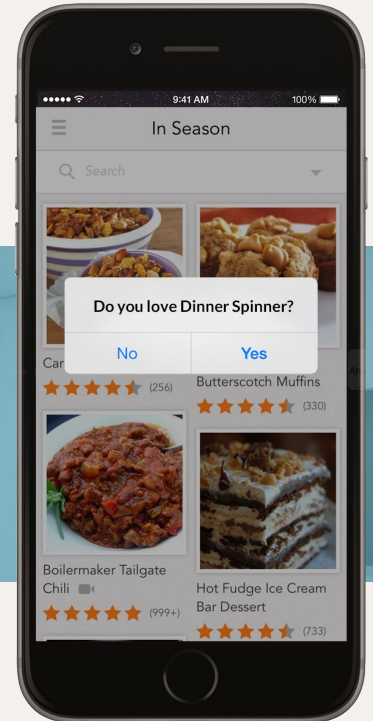 9:41 AM
100%
In Season
Search
Do you love Dinner Spinner?
No
Yes
Car
(256)
Butterscotch Muffins
(330)
Boilermaker Tailgate
Chili
(999+)
Hot Fudge Ice Cream
Bar Dessert
(733)